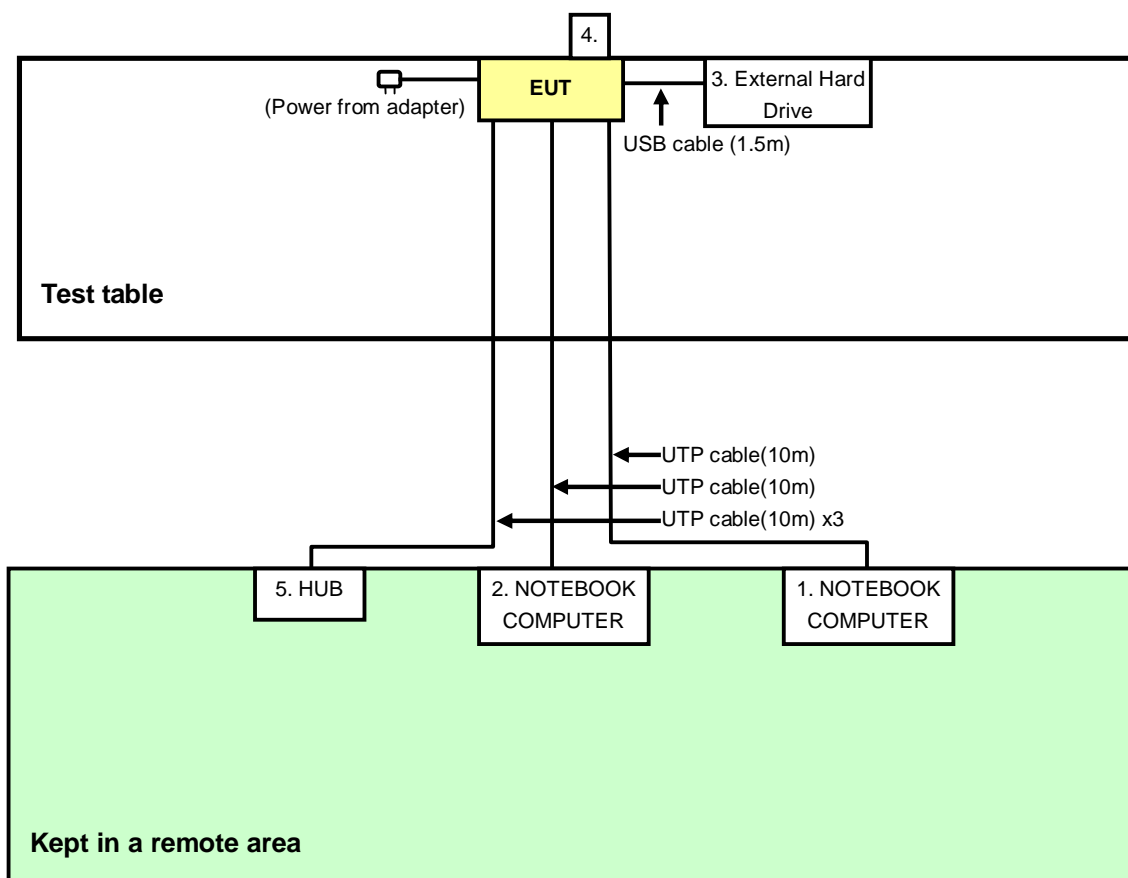 4.
EUT
3. External Hard
Drive
(Power from adapter)
USB cable (1.5m)
Test table
UTP cable(10m)
UTP cable(10m)
UTP cable(10m) x3
5. HUB
2. NOTEBOOK
COMPUTER
1. NOTEBOOK
COMPUTER
Kept in a remote area